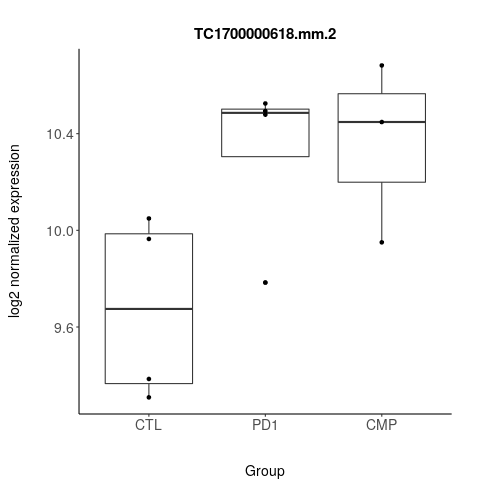 TC1700000618.mm.2
log2 normalized expression
10.4
10.0
9.6
CTL PD1 CMP
Group